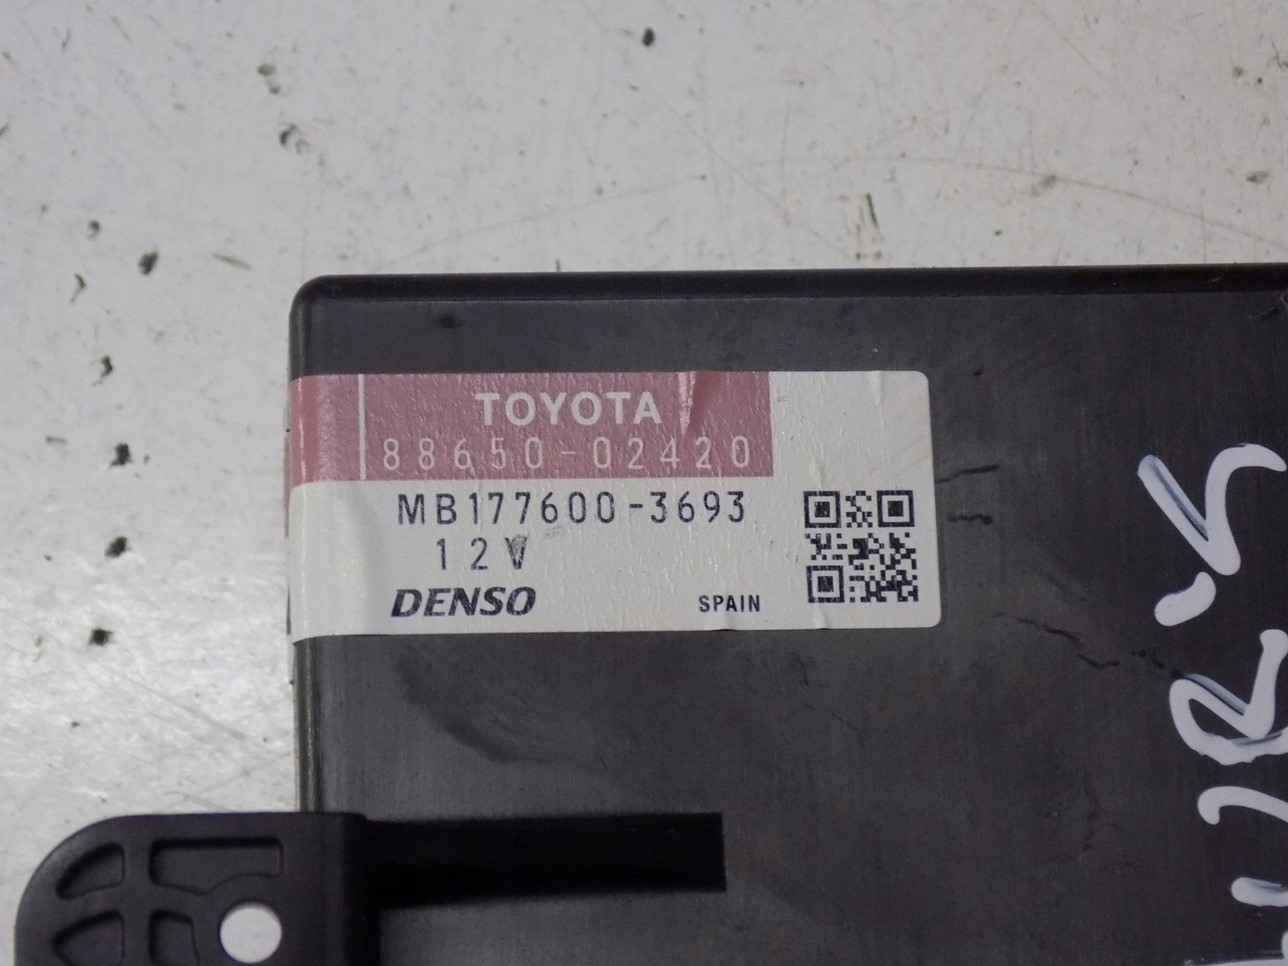 TOYOTA
88650-02420
MB177600-3693
12V
DENSO
SPAIN